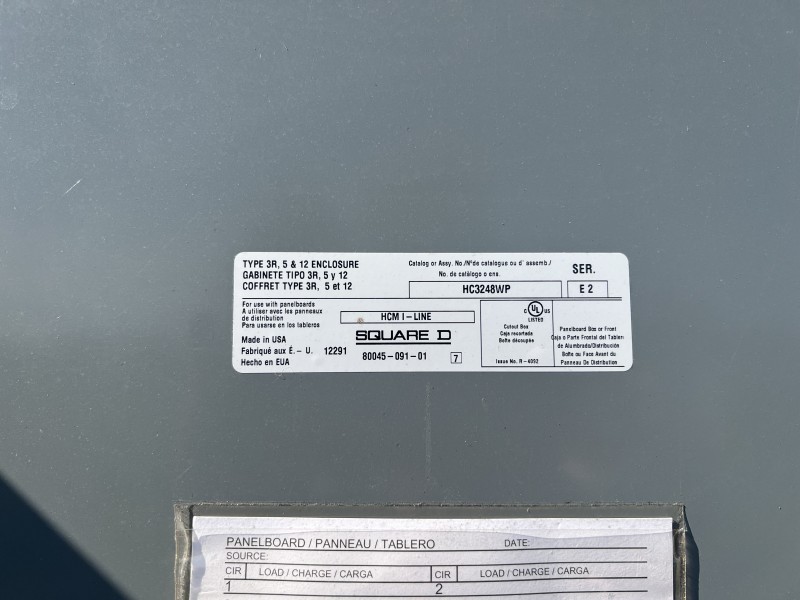 TYPE 3R, 5 & 12 ENCLOSURE
GABINETE TIPO 3R, 5 y 12
COFFRET TYPE 3R, 5 et 12
Catalog or Assy. No./Nº de catalogue ou d' assemb./
No. de catálogo o ens.
SER.
HC3248WP
E 2
For use with panelboards
A utiliser avec les panneaux
de distribution
Para usarse en los tableros
HCM I-LINE
SQUARE D
Made in USA
Fabriqué aux É.-U. 12291
Hecho en EUA
80045-091-01
7
C UL US
LISTED
Cutout Box
Caja recortada
Boîte découpée
Issue No. R-4092
Panelboard Box or Front
Caja o Parte Frontal del Tablero
de Alumbrado/Distribución
Boîte ou Face Avant du
Panneau De Distribution
PANELBOARD / PANNEAU / TABLERO DATE:
SOURCE:
CIR LOAD / CHARGE / CARGA CIR LOAD / CHARGE / CARGA
1 2